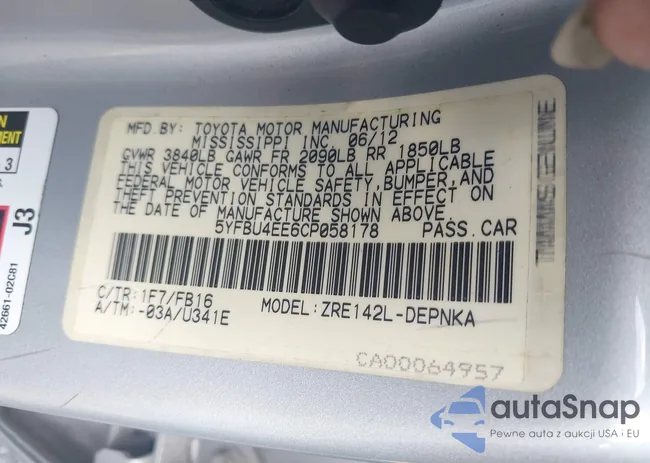 MFD. BY: TOYOTA MOTOR MANUFACTURING
MISSISSIPPI INC. 06/12
GVWR 3840LB GAWR FR 2090LB RR 1850LB
THIS VEHICLE CONFORMS TO ALL APPLICABLE
FEDERAL MOTOR VEHICLE SAFETY, BUMPER, AND
THEFT PREVENTION STANDARDS IN EFFECT ON
THE DATE OF MANUFACTURE SHOWN ABOVE.
5YFBU4EE6CP058178 PASS.CAR
C/TR:1F7/FB16
A/TM:-03A/U341E
MODEL:ZRE142L-DEPNKA
CA00064957
J3
42661-02C81
autaSnap
Pewne auta z aukcji USA i EU